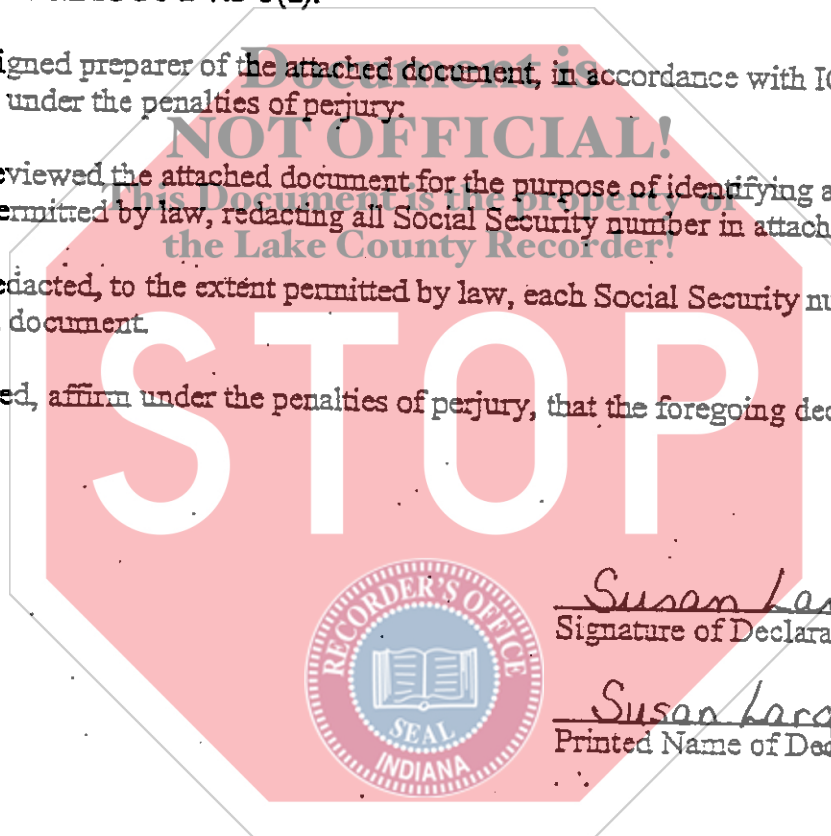 igned preparer of the attached document, in accordance with IC
under the penalties of perjury:
eviewed the attached document for the purpose of identifying a
ermitted by law, redacting all Social Security number in attach
edacted, to the extent permitted by law, each Social Security nu
document.
ed, affirm under the penalties of perjury, that the foregoing dec
Document is
NOT OFFICIAL!
This Document is the property of
the Lake County Recorder!
STOP
RECORDER'S OFFICE
SEAL
INDIANA
Susan La
Signature of Declara
Susan Lara
Printed Name of Dec